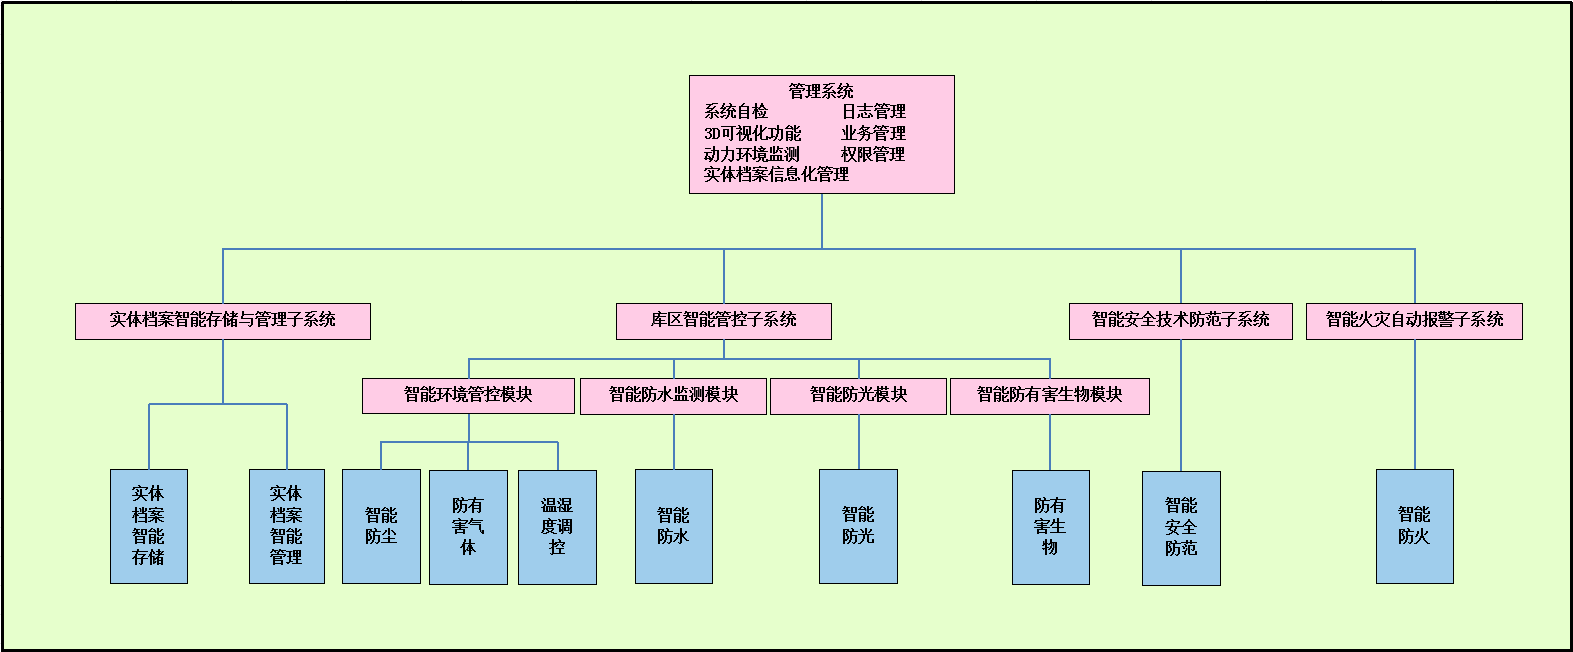 管理系统
系统自检 日志管理
3D可视化功能 业务管理
动力环境监测 权限管理
实体档案信息化管理
实体档案智能存储与管理子系统
库区智能管控子系统
智能安全技术防范子系统
智能火灾自动报警子系统
智能环境管控模块
智能防水监测模块
智能防光模块
智能防有害生物模块
实体
档案
智能
存储
实体
档案
智能
管理
智能
防尘
防有
害气
体
温湿
度调
控
智能
防水
智能
防光
防有
害生
物
智能
安全
防范
智能
防火